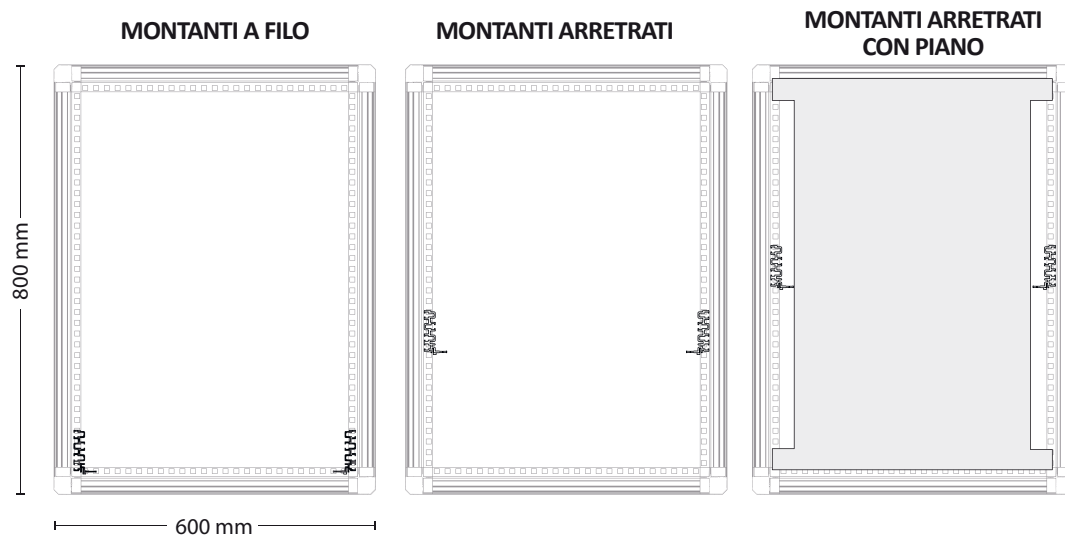 MONTANTI A FILO
MONTANTI ARRETRATI
MONTANTI ARRETRATI
CON PIANO
800 mm
600 mm